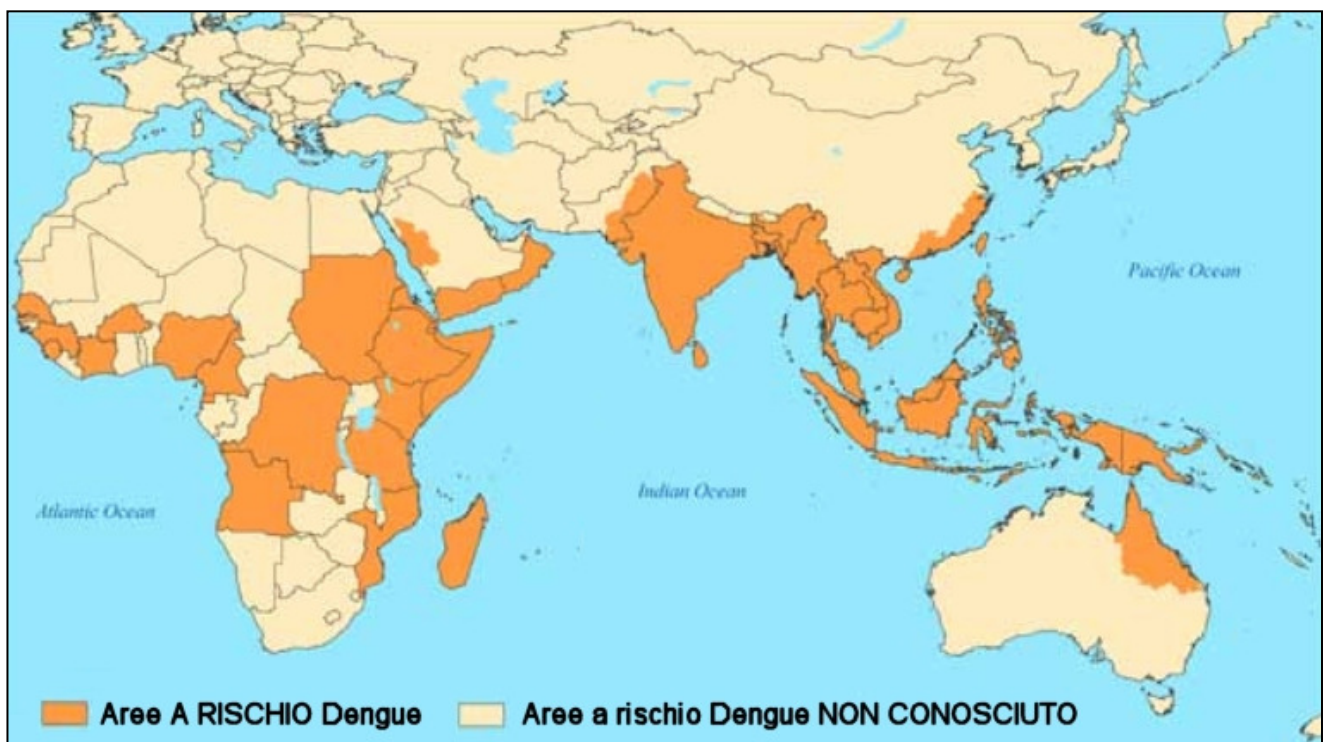 Pacific Ocean
Indian Ocean
Atlantic Ocean
Aree A RISCHIO Dengue
Aree a rischio Dengue NON CONOSCIUTO